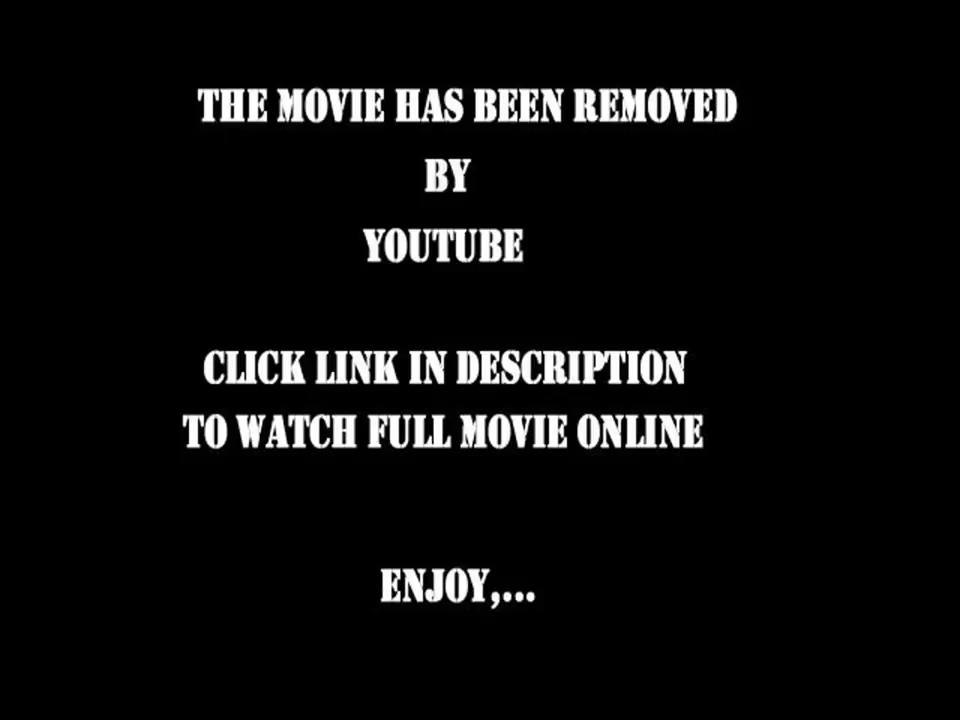 THE MOVIE HAS BEEN REMOVED
BY
YOUTUBE
CLICK LINK IN DESCRIPTION
TO WATCH FULL MOVIE ONLINE
ENJOY,...